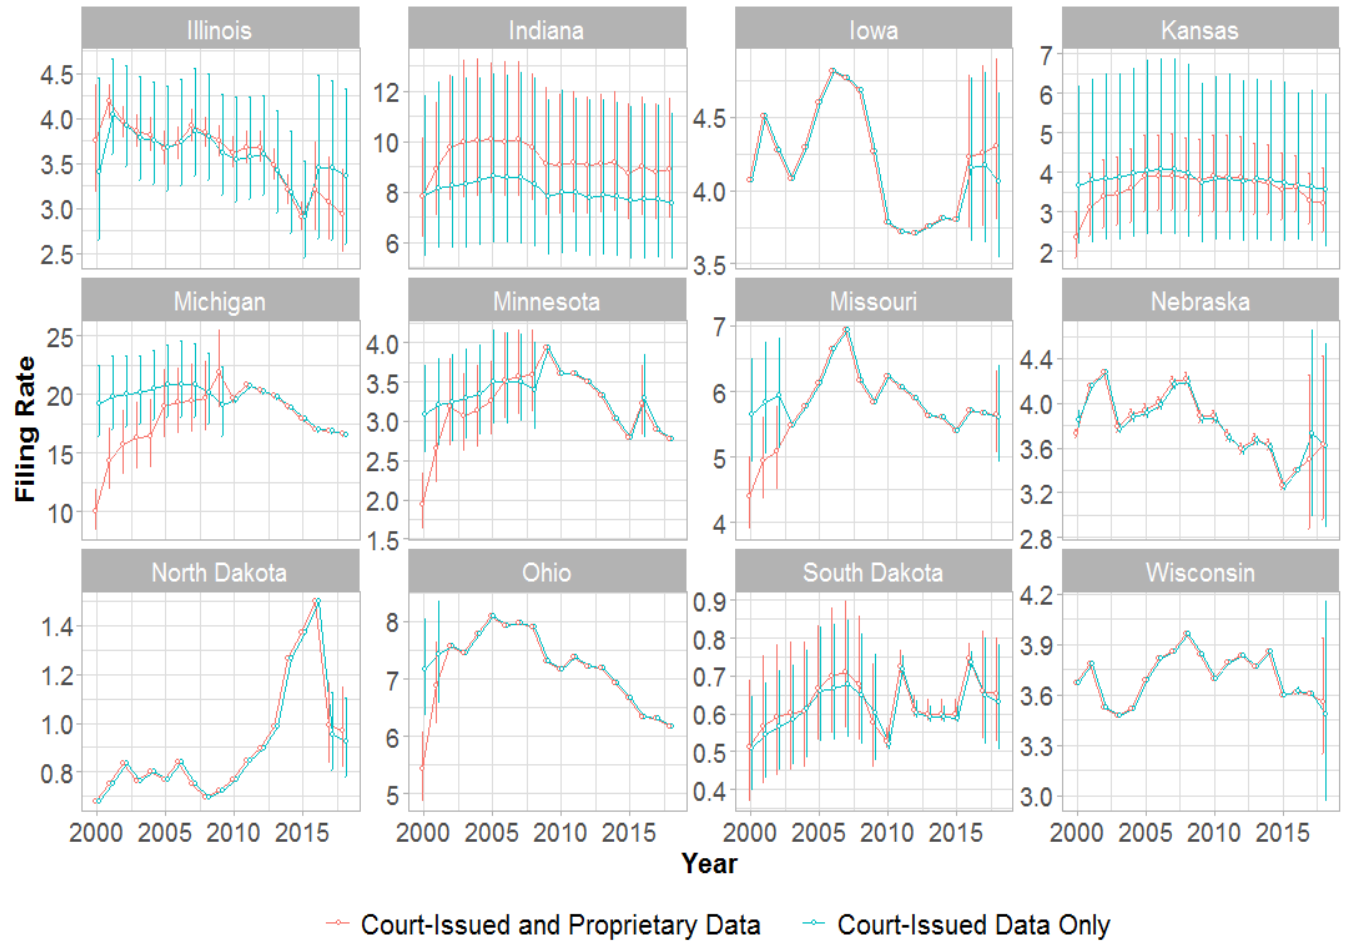 Illinois Indiana Iowa Kansas
4.5 4.0 3.5 3.0 2.5
12 10 8 6
4.5 4.0 3.5
7 6 5 4 3 2
Michigan Minnesota Missouri Nebraska
25 20 15 10
4.0 3.5 3.0 2.5 2.0 1.5
7 6 5 4
4.4 4.0 3.6 3.2 2.8
North Dakota Ohio South Dakota Wisconsin
1.4 1.2 1.0 0.8
8 7 6 5
0.9 0.8 0.7 0.6 0.5 0.4
4.2 3.9 3.6 3.3 3.0
2000 2005 2010 2015 2000 2005 2010 2015 2000 2005 2010 2015 2000 2005 2010 2015
Filing Rate
Year
Court-Issued and Proprietary Data Court-Issued Data Only